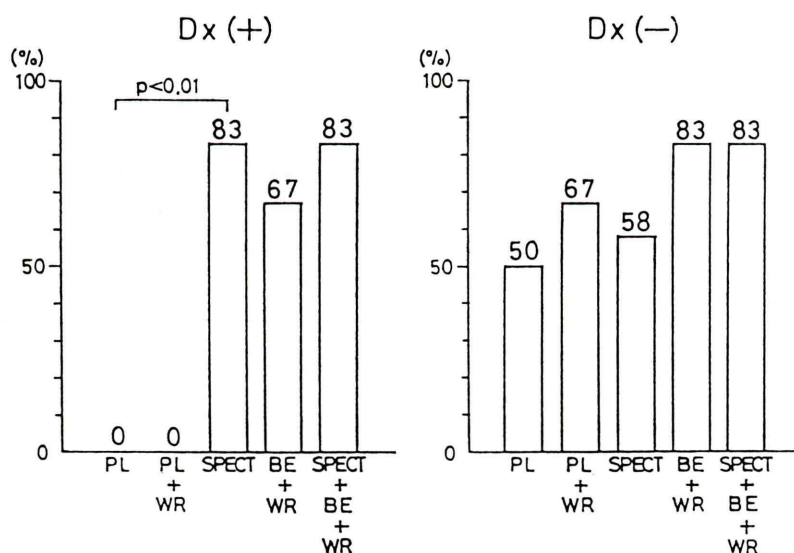 Dx (+)
(%)
100
50
0
p<0.01
0
0
83
67
83
PL
PL
+
WR
SPECT
BE
+
WR
SPECT
+
BE
+
WR
Dx (−)
(%)
100
50
0
50
67
58
83
83
PL
PL
+
WR
SPECT
BE
+
WR
SPECT
+
BE
+
WR